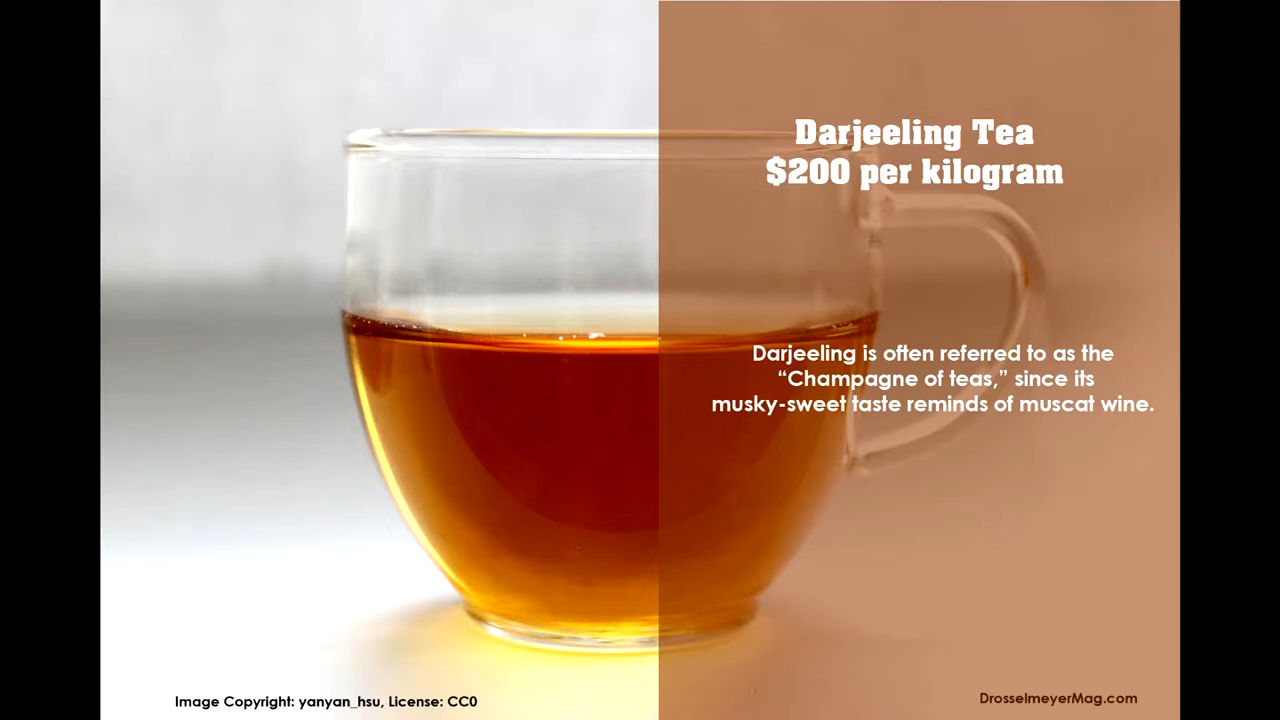 Darjeeling Tea
$200 per kilogram
Darjeeling is often referred to as the
“Champagne of teas,” since its
musky-sweet taste reminds of muscat wine.
Image Copyright: yanyan_hsu, License: CC0
DrosselmeyerMag.com